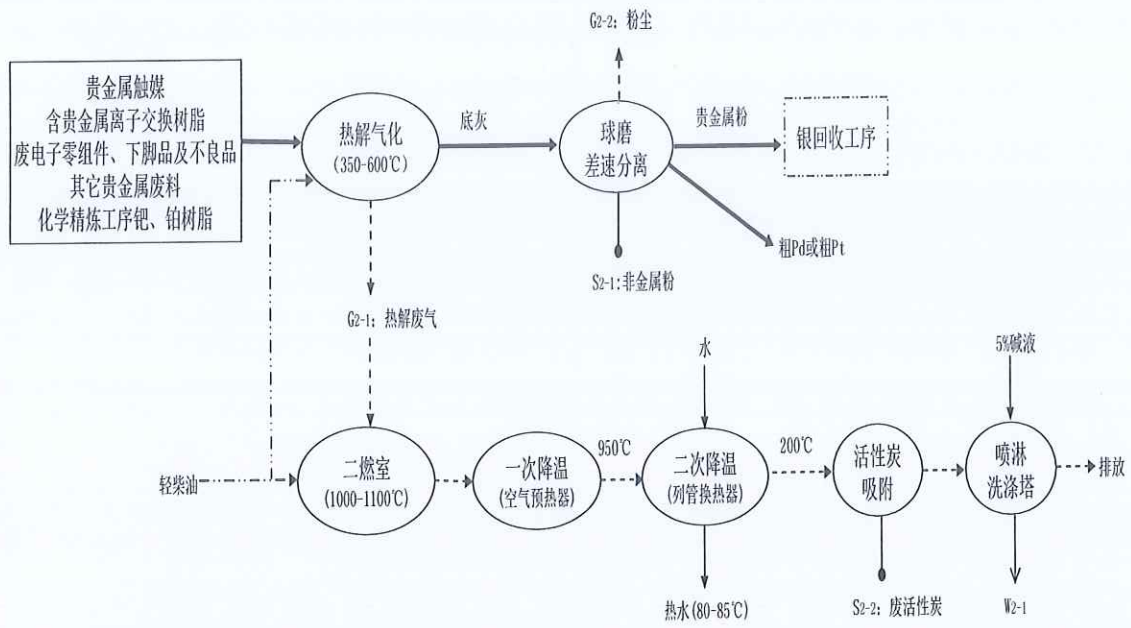 G2-2: 粉尘
贵金属触媒
含贵金属离子交换树脂
废电子零组件、下脚品及不良品
其它贵金属废料
化学精炼工序钯、铂树脂
热解气化
(350-600℃)
底灰
球磨
差速分离
贵金属粉
银回收工序
粗Pd或粗Pt
S2-1:非金属粉
G2-1: 热解废气
水
5%碱液
轻柴油
二燃室
(1000-1100℃)
一次降温
(空气预热器)
950℃
二次降温
(列管换热器)
200℃
活性炭
吸附
喷淋
洗涤塔
排放
热水(80-85℃)
S2-2: 废活性炭
W2-1